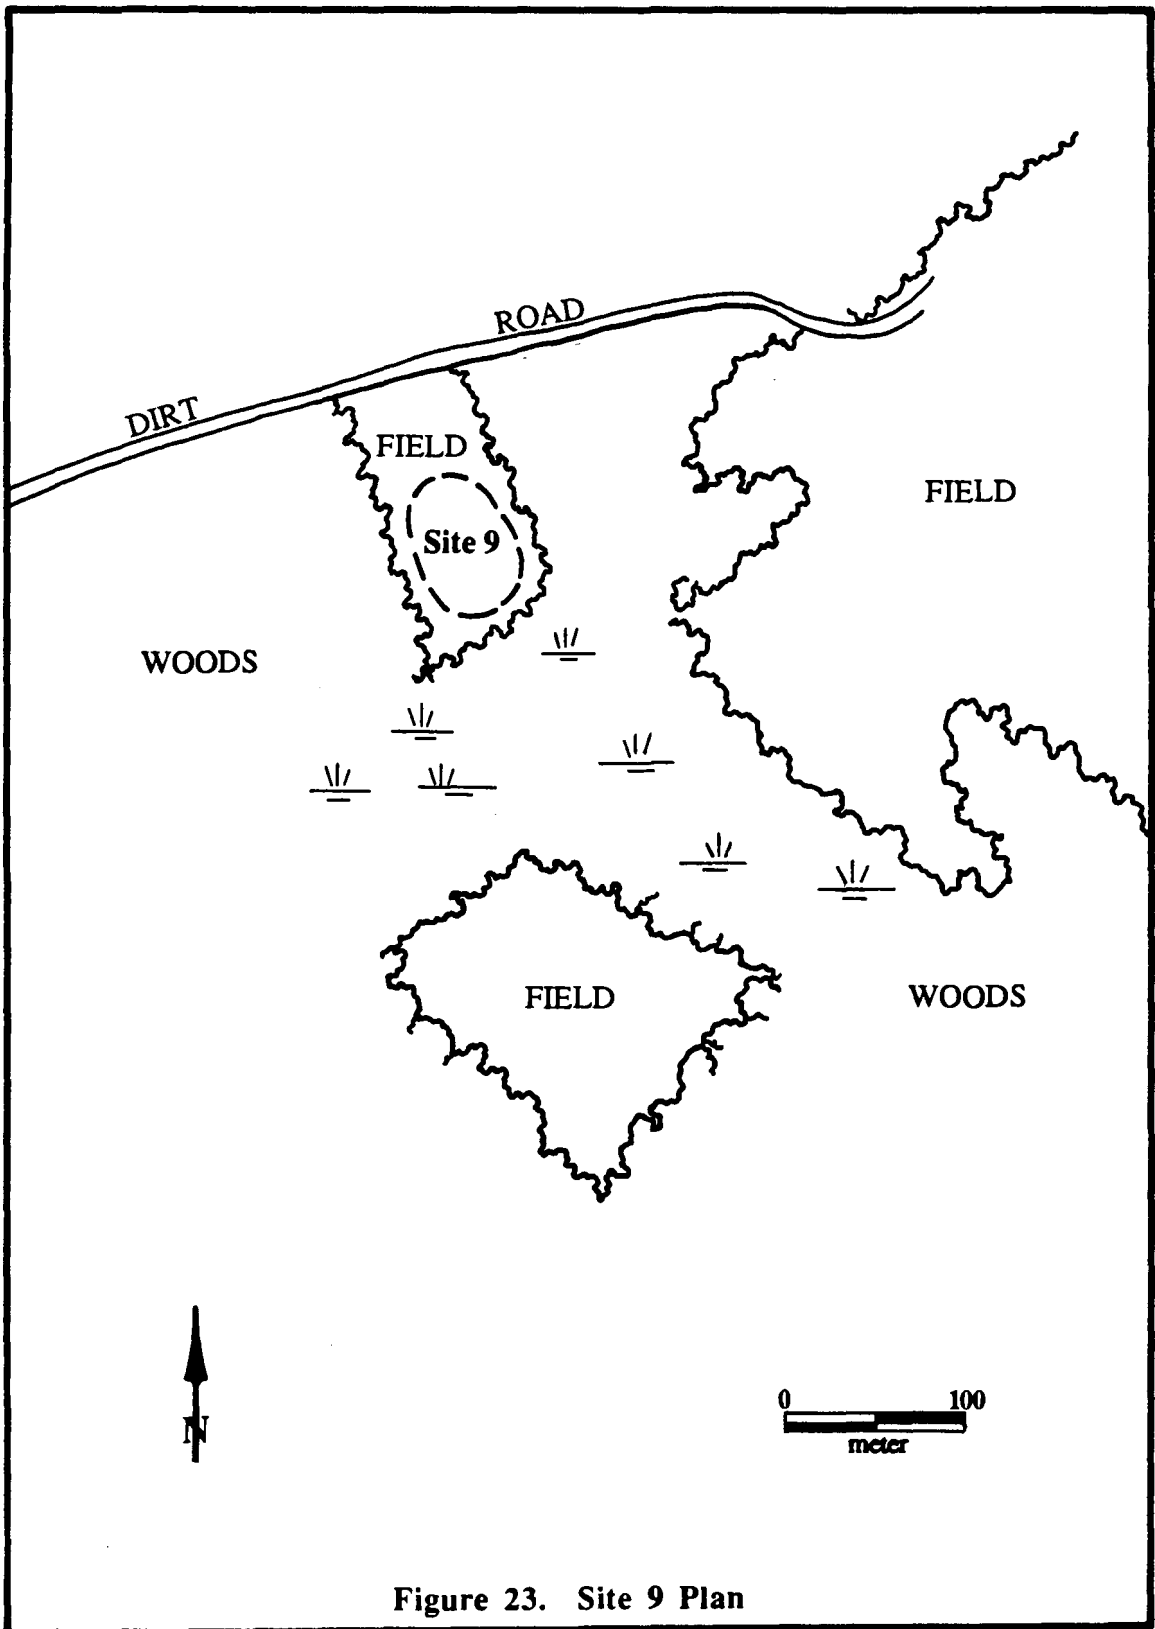 ROAD
DIRT
FIELD
FIELD
Site 9
WOODS
FIELD
WOODS
N
0 100
meter
Figure 23. Site 9 Plan